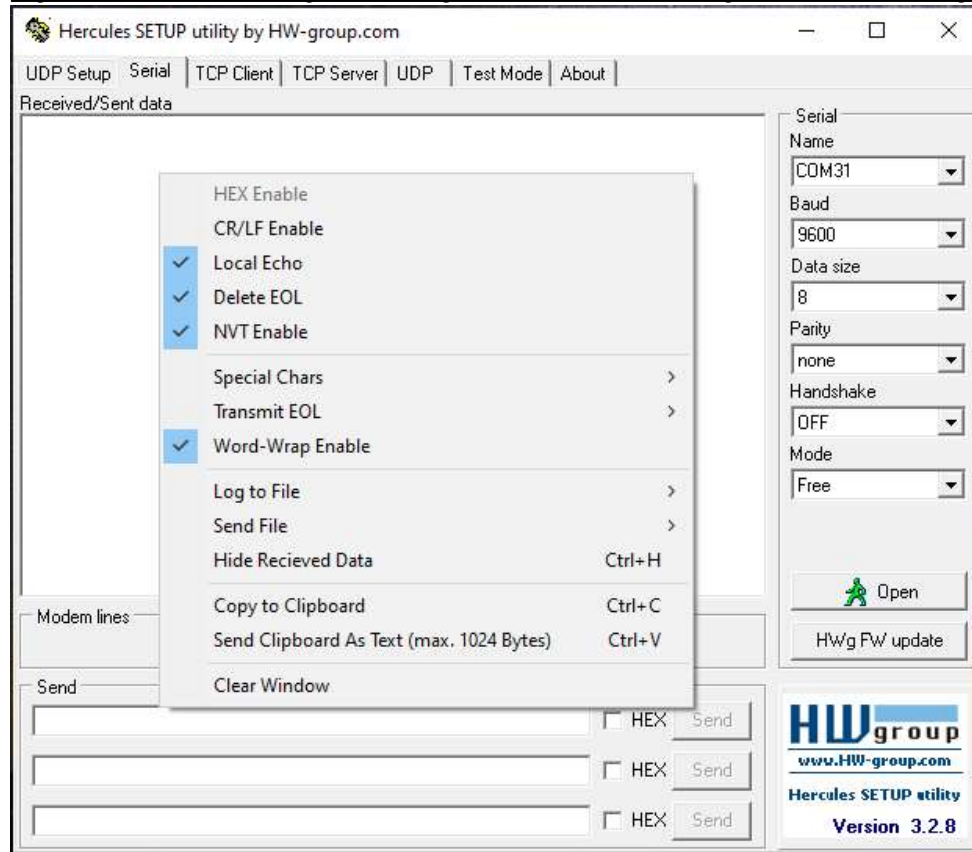 Hercules SETUP utility by HW-group.com
UDP Setup Serial TCP Client TCP Server UDP Test Mode About
Received/Sent data
HEX Enable
CR/LF Enable
Local Echo
Delete EOL
NVT Enable
Special Chars
Transmit EOL
Word-Wrap Enable
Log to File
Send File
Hide Recieved Data Ctrl+H
Copy to Clipboard Ctrl+C
Send Clipboard As Text (max. 1024 Bytes) Ctrl+V
Clear Window
Serial
Name
COM31
Baud
9600
Data size
8
Parity
none
Handshake
OFF
Mode
Free
Open
HWg FW update
Modem lines
Send
HEX Send
HEX Send
HEX Send
HWgroup
www.HW-group.com
Hercules SETUP utility
Version 3.2.8